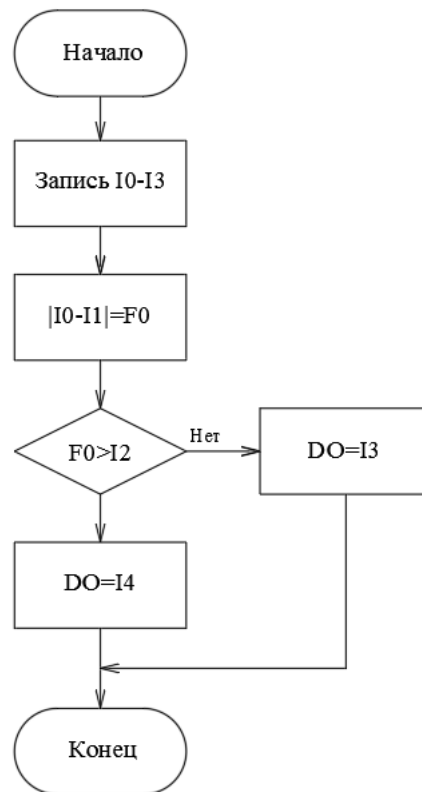 Начало
Запись I0-I3
|I0-I1|=F0
F0>I2
Нет
DO=I3
DO=I4
Конец